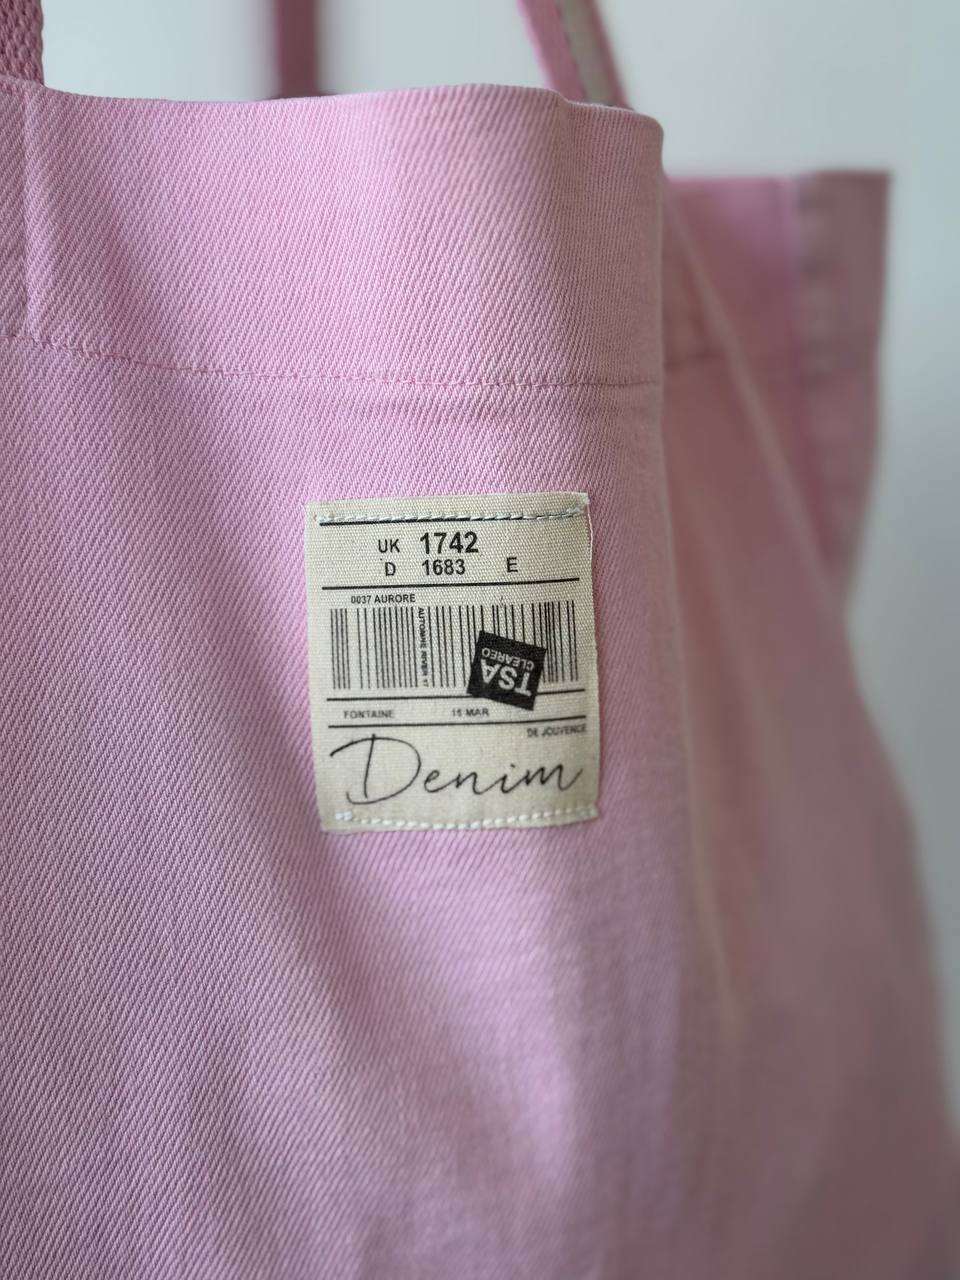 UK 1742
D 1683 E
0037 AURORE
TSA
CLEARED
FONTAINE 15 MAR
DE JOUVENCE
Denim